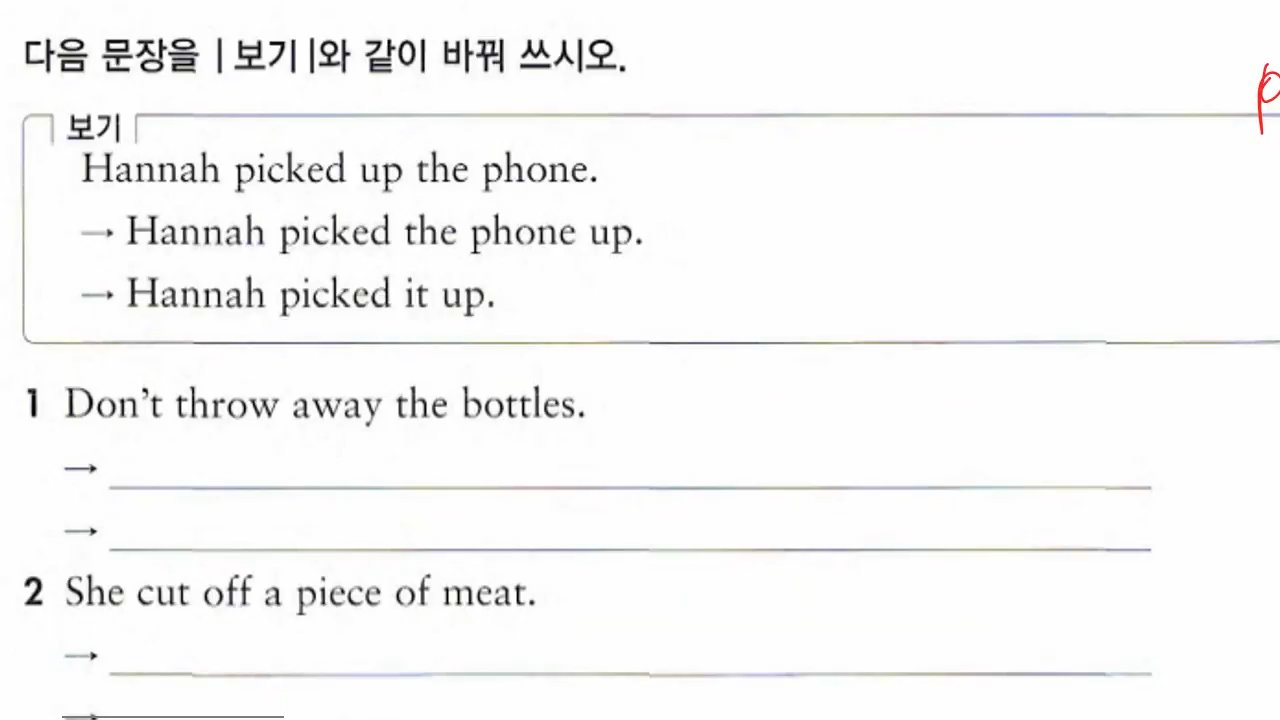 다음 문장을 | 보기 |와 같이 바꿔 쓰시오.
보기
Hannah picked up the phone.
→ Hannah picked the phone up.
→ Hannah picked it up.
1 Don't throw away the bottles.
→
→
2 She cut off a piece of meat.
→
→